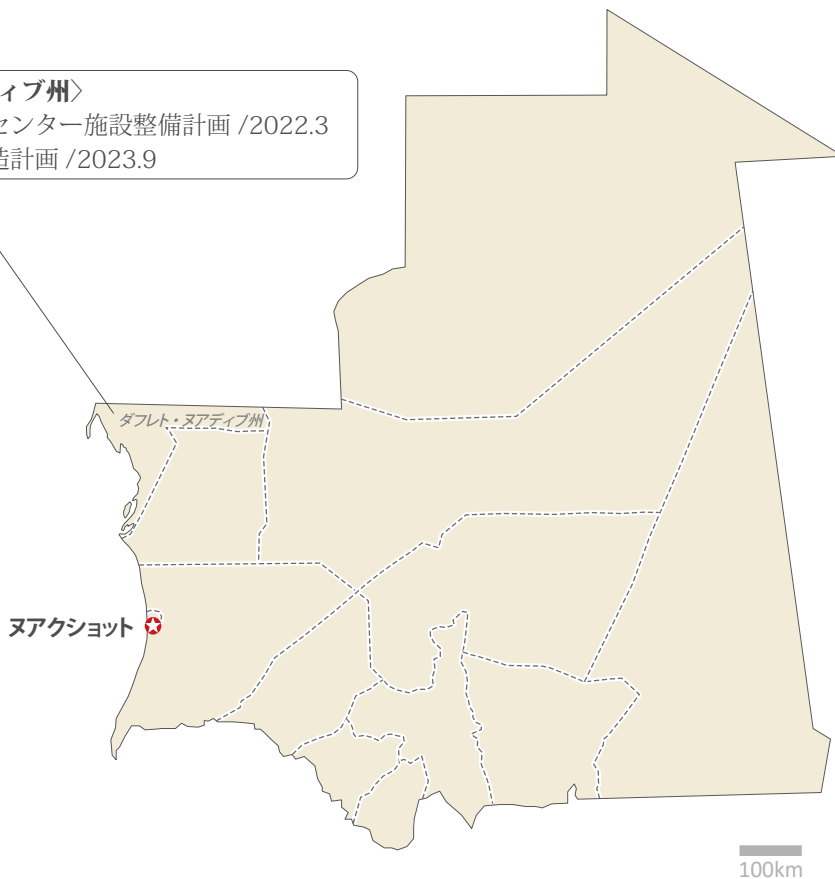 ィブ州〉
センター施設整備計画 /2022.3
造計画 /2023.9
ダフレト・ヌアディブ州
ヌアクショット
100km